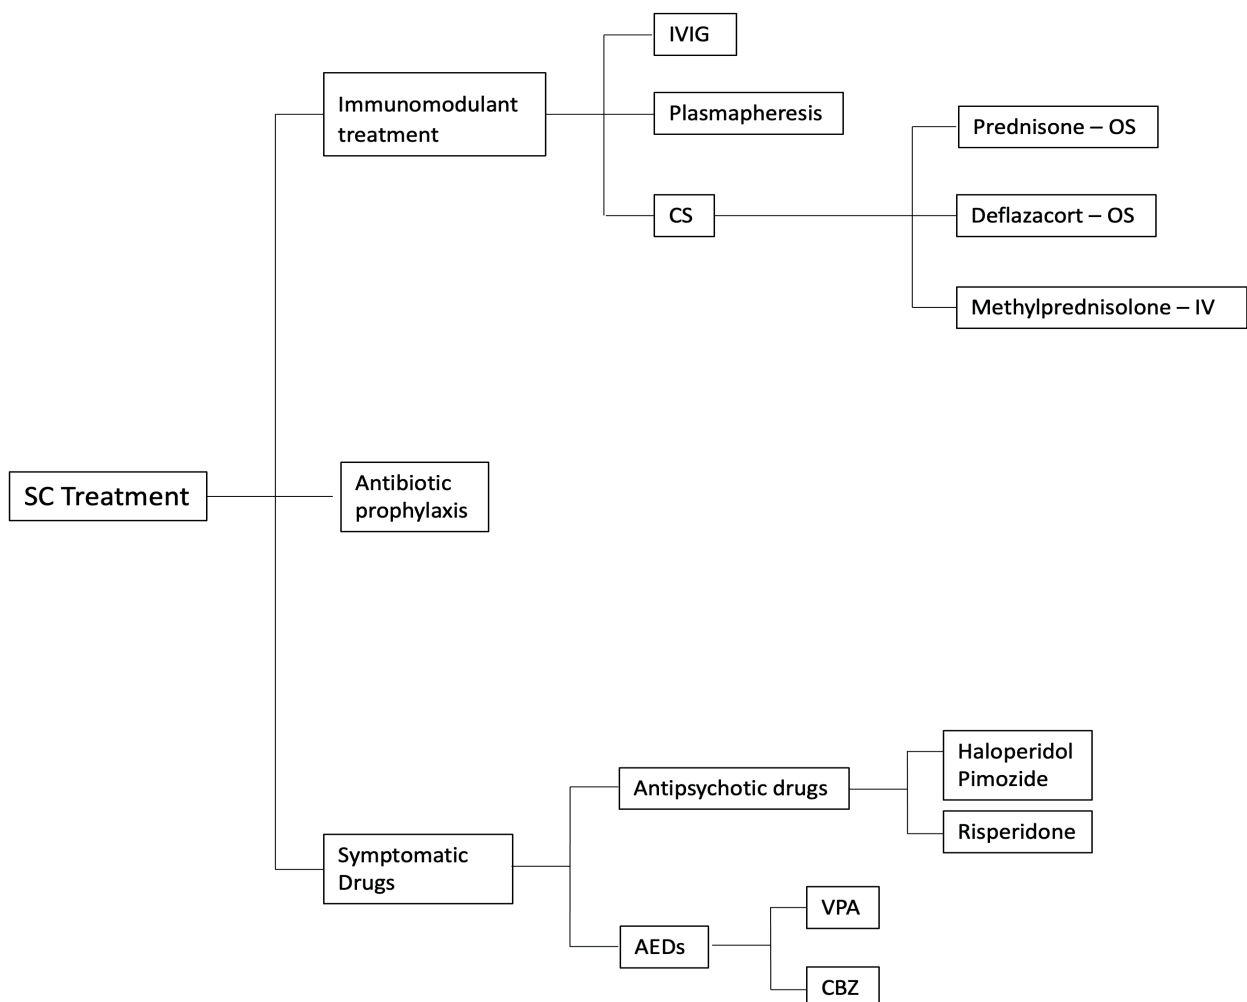 IVIG
Immunomodulant
treatment
Plasmapheresis
Prednisone – OS
CS
Deflazacort – OS
Methylprednisolone – IV
SC Treatment
Antibiotic
prophylaxis
Haloperidol
Pimozide
Antipsychotic drugs
Risperidone
Symptomatic
Drugs
VPA
AEDs
CBZ